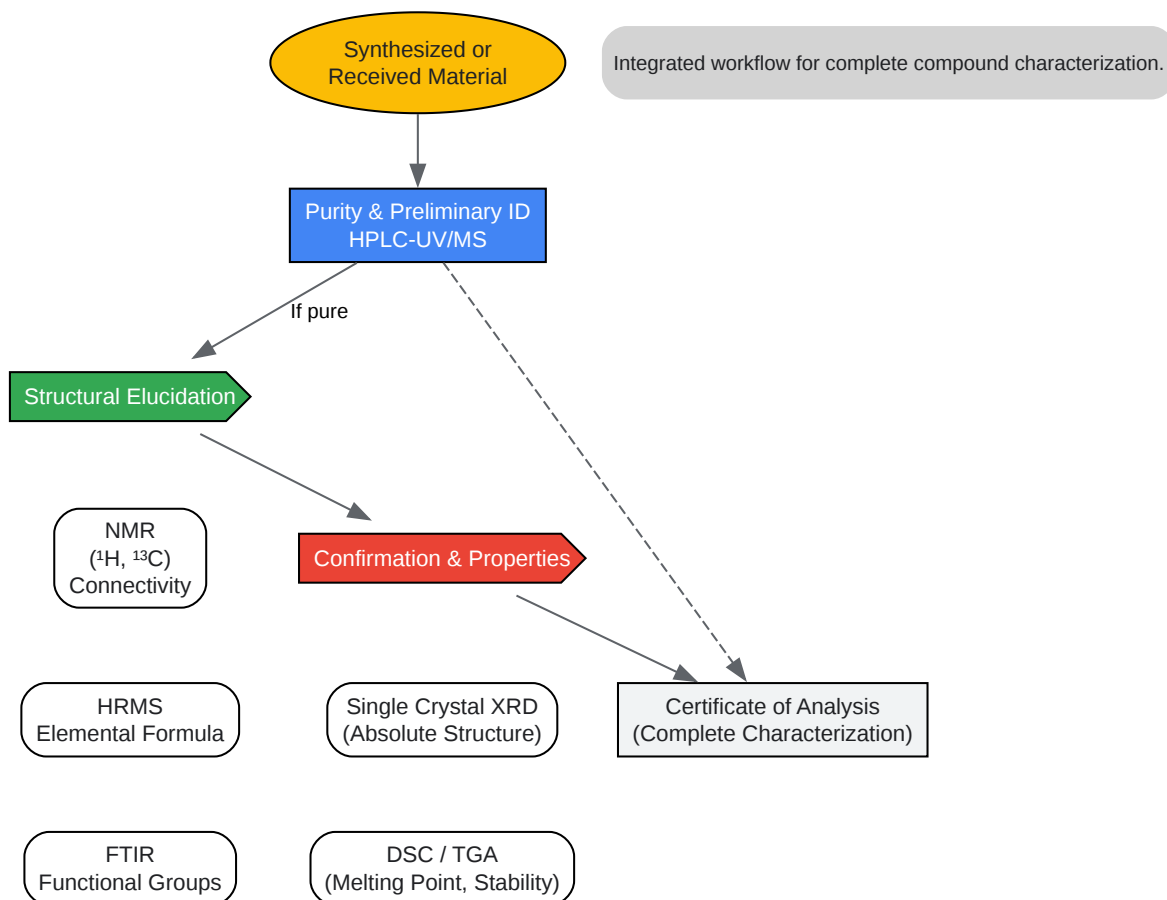 Synthesized or
Received Material
Integrated workflow for complete compound characterization.
Purity & Preliminary ID
HPLC-UV/MS
If pure
Structural Elucidation
NMR
(¹H, ¹³C)
Connectivity
Confirmation & Properties
HRMS
Elemental Formula
Single Crystal XRD
(Absolute Structure)
Certificate of Analysis
(Complete Characterization)
FTIR
Functional Groups
DSC / TGA
(Melting Point, Stability)